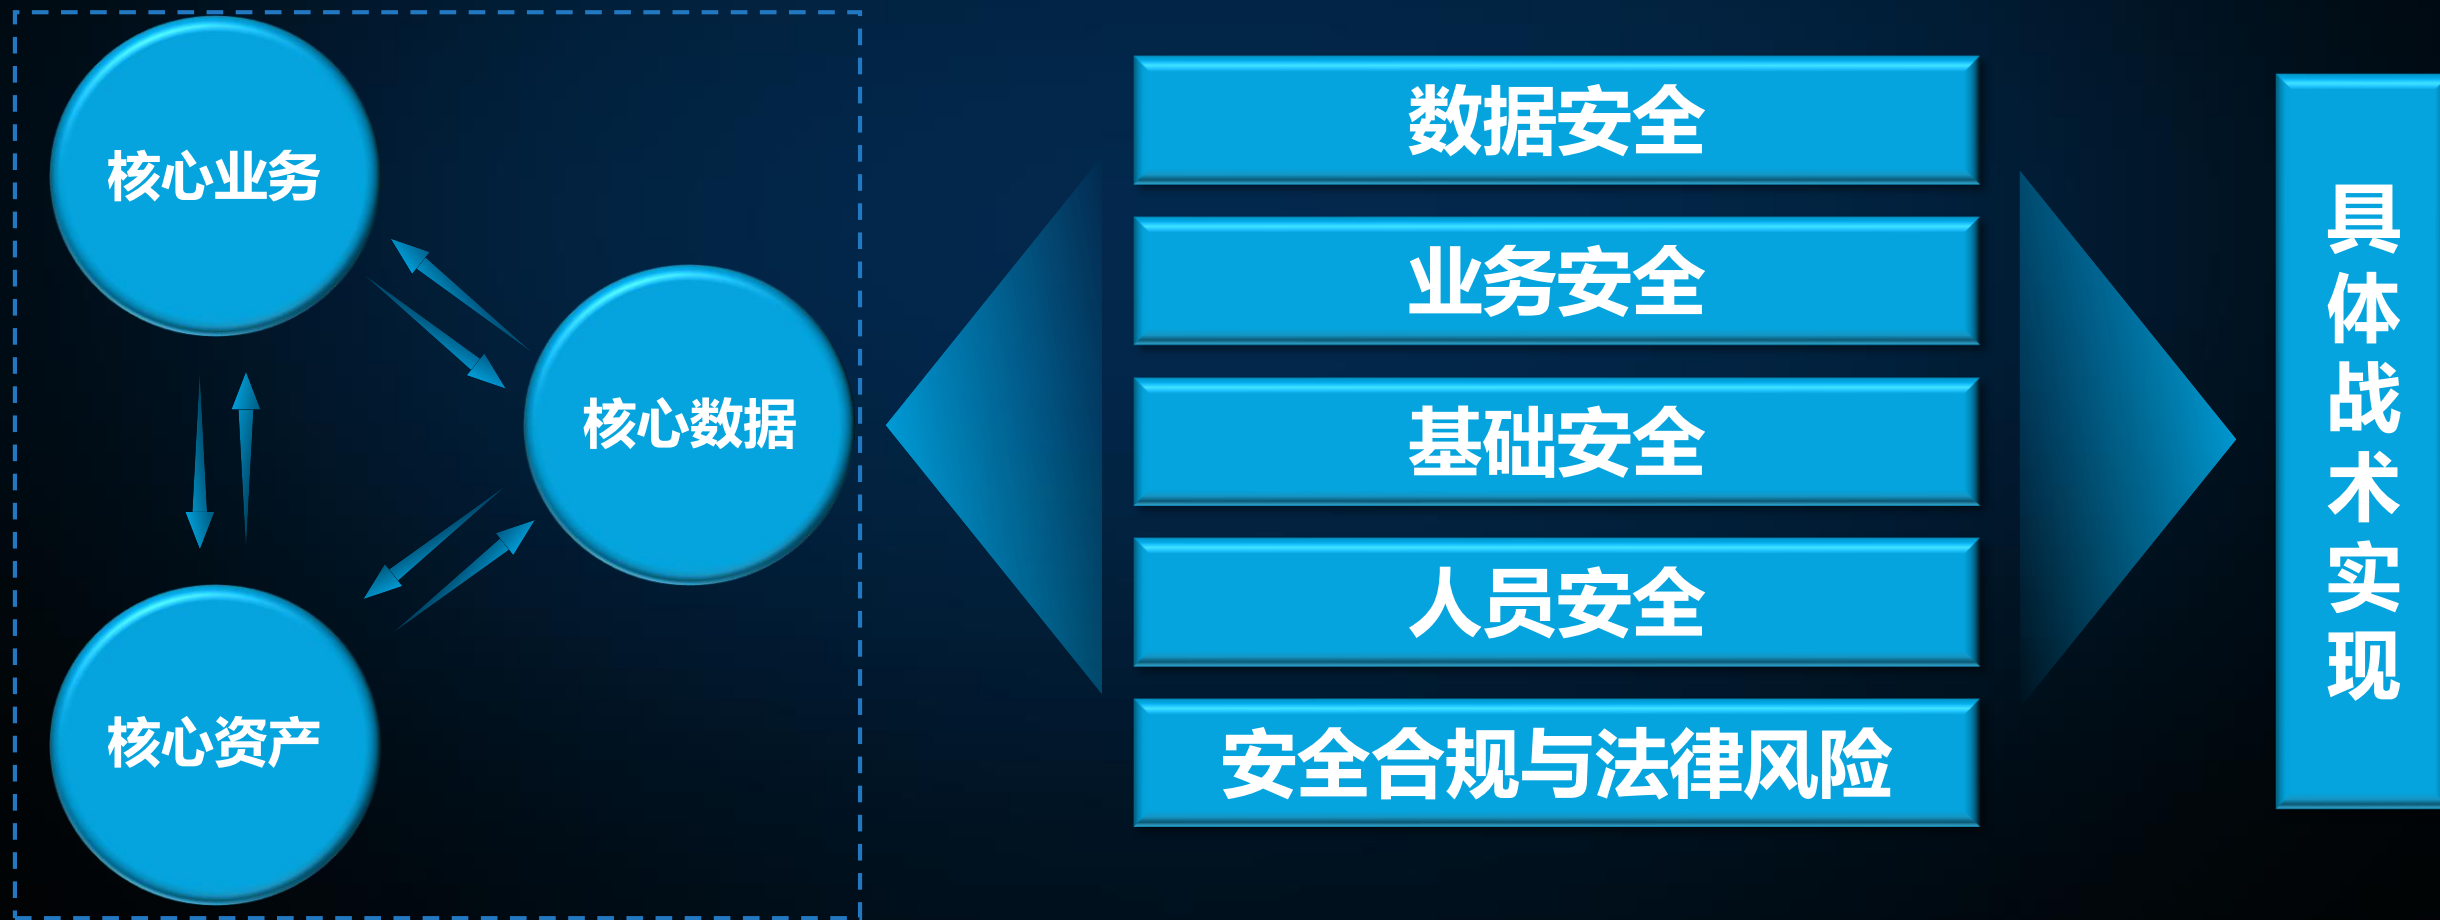 核心业务
核心数据
核心资产
数据安全
业务安全
基础安全
人员安全
安全合规与法律风险
具体战术实现